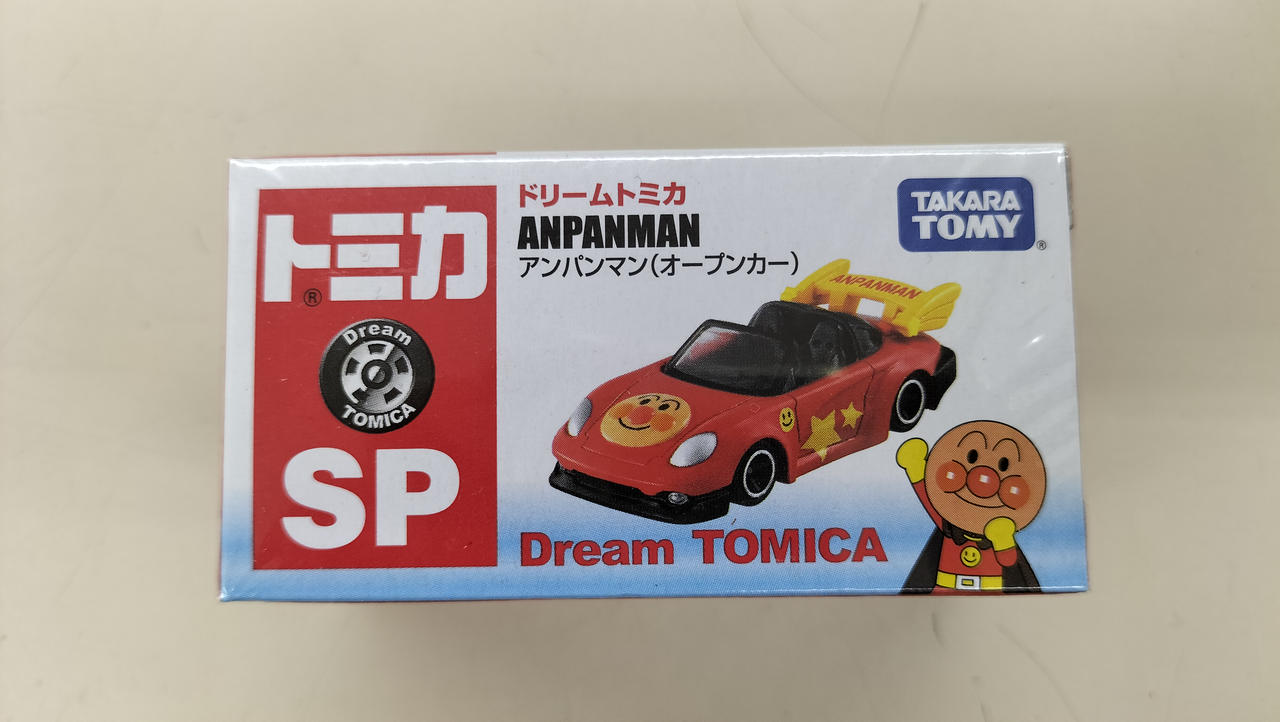 トミカ
®
Dream
TOMICA
SP
ドリームトミカ
ANPANMAN
アンパンマン(オープンカー)
TAKARA
TOMY
®
ANPANMAN
Dream TOMICA